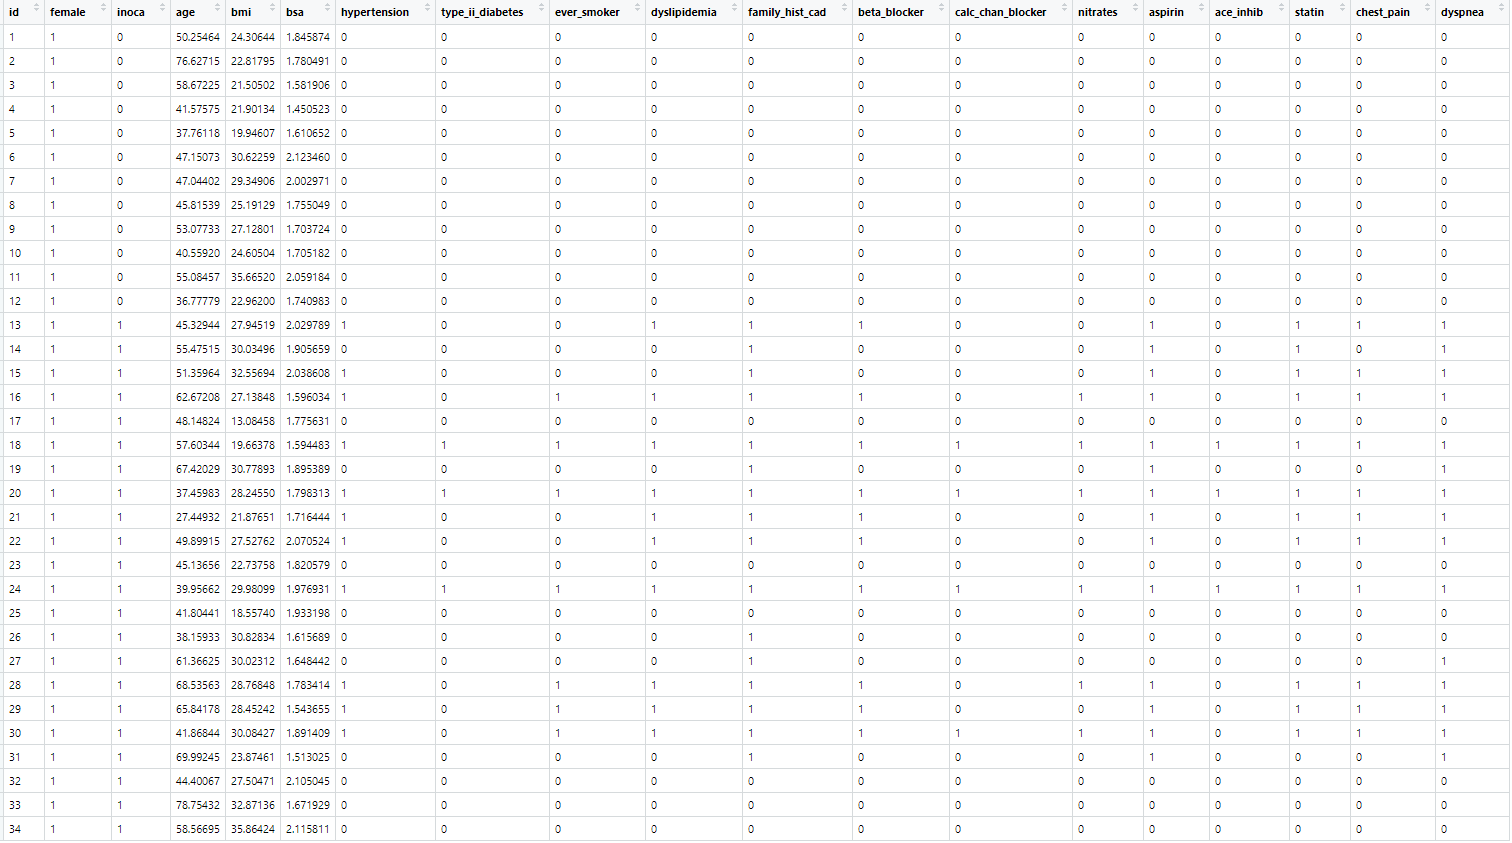 id female inoca age bmi bsa hypertension type_ii_diabetes ever_smoker dyslipidemia family_hist_cad beta_blocker calc_chan_blocker nitrates aspirin ace_inhib statin chest_pain dyspnea
1 1 0 50.25464 24.30644 1.845874 0 0 0 0 0 0 0 0 0 0 0 0 0
2 1 0 76.62715 22.81795 1.780491 0 0 0 0 0 0 0 0 0 0 0 0 0
3 1 0 58.67225 21.50502 1.581906 0 0 0 0 0 0 0 0 0 0 0 0 0
4 1 0 41.57575 21.90134 1.450523 0 0 0 0 0 0 0 0 0 0 0 0 0
5 1 0 37.76118 19.94607 1.610652 0 0 0 0 0 0 0 0 0 0 0 0 0
6 1 0 47.15073 30.62259 2.123460 0 0 0 0 0 0 0 0 0 0 0 0 0
7 1 0 47.04402 29.34906 2.002971 0 0 0 0 0 0 0 0 0 0 0 0 0
8 1 0 45.81539 25.19129 1.755049 0 0 0 0 0 0 0 0 0 0 0 0 0
9 1 0 53.07733 27.12801 1.703724 0 0 0 0 0 0 0 0 0 0 0 0 0
10 1 0 40.55920 24.60504 1.705182 0 0 0 0 0 0 0 0 0 0 0 0 0
11 1 0 55.08457 35.66520 2.059184 0 0 0 0 0 0 0 0 0 0 0 0 0
12 1 0 36.77779 22.96200 1.740983 0 0 0 0 0 0 0 0 0 0 0 0 0
13 1 1 45.32944 27.94519 2.029789 1 0 0 1 1 1 0 0 1 0 1 1 1
14 1 1 55.47515 30.03496 1.905659 0 0 0 0 1 0 0 0 1 0 1 0 1
15 1 1 51.35964 32.55694 2.038608 1 0 0 0 1 0 0 0 1 0 1 1 1
16 1 1 62.67208 27.13848 1.596034 1 0 1 1 1 1 0 1 1 0 1 1 1
17 1 1 48.14824 13.08458 1.775631 0 0 0 0 0 0 0 0 0 0 0 0 0
18 1 1 57.60344 19.66378 1.594483 1 1 1 1 1 1 1 1 1 1 1 1 1
19 1 1 67.42029 30.77893 1.895389 0 0 0 0 1 0 0 0 1 0 0 0 1
20 1 1 37.45983 28.24550 1.798313 1 1 1 1 1 1 1 1 1 1 1 1 1
21 1 1 27.44932 21.87651 1.716444 1 0 0 1 1 1 0 0 1 0 1 1 1
22 1 1 49.89915 27.52762 2.070524 1 0 0 1 1 1 0 0 1 0 1 1 1
23 1 1 45.13656 22.73758 1.820579 0 0 0 0 0 0 0 0 0 0 0 0 0
24 1 1 39.95662 29.98099 1.976931 1 1 1 1 1 1 1 1 1 1 1 1 1
25 1 1 41.80441 18.55740 1.933198 0 0 0 0 0 0 0 0 0 0 0 0 0
26 1 1 38.15933 30.82834 1.615689 0 0 0 0 1 0 0 0 0 0 0 0 0
27 1 1 61.36625 30.02312 1.648442 0 0 0 0 1 0 0 0 0 0 0 0 1
28 1 1 68.53563 28.76848 1.783414 1 0 1 1 1 1 0 1 1 0 1 1 1
29 1 1 65.84178 28.45242 1.543655 1 0 1 1 1 1 0 0 1 0 1 1 1
30 1 1 41.86844 30.08427 1.891409 1 0 1 1 1 1 1 1 1 0 1 1 1
31 1 1 69.99245 23.87461 1.513025 0 0 0 0 1 0 0 0 1 0 0 0 1
32 1 1 44.40067 27.50471 2.105045 0 0 0 0 0 0 0 0 0 0 0 0 0
33 1 1 78.75432 32.87136 1.671929 0 0 0 0 0 0 0 0 0 0 0 0 0
34 1 1 58.56695 35.86424 2.115811 0 0 0 0 0 0 0 0 0 0 0 0 0